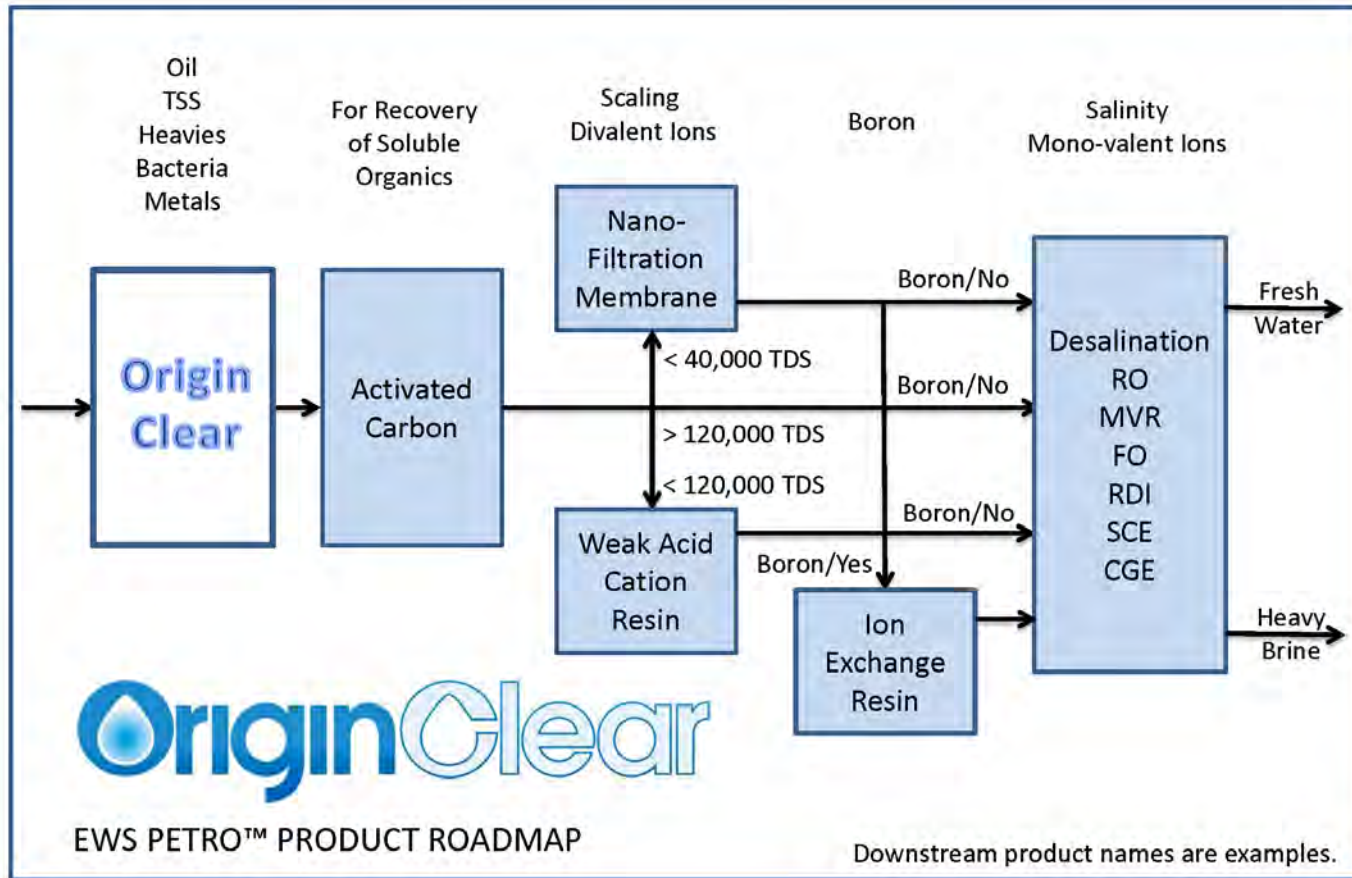 Oil
TSS
Heavies
Bacteria
Metals
For Recovery
of Soluble
Organics
Scaling
Divalent Ions
Boron
Salinity
Mono-valent Ions
Origin
Clear
Activated
Carbon
Nano-
Filtration
Membrane
< 40,000 TDS
> 120,000 TDS
< 120,000 TDS
Weak Acid
Cation
Resin
Boron/No
Boron/No
Boron/No
Boron/Yes
Ion
Exchange
Resin
Desalination
RO
MVR
FO
RDI
SCE
CGE
Fresh
Water
Heavy
Brine
OriginClear
EWS PETRO™ PRODUCT ROADMAP
Downstream product names are examples.